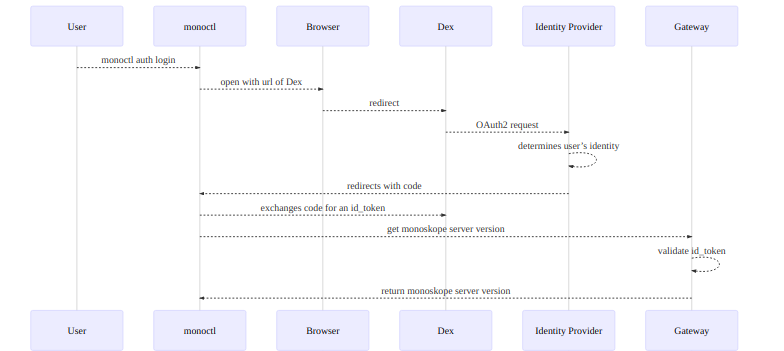 User monoctl Browser Dex Identity Provider Gateway
monoctl auth login
open with url of Dex
redirect
OAuth2 request
determines user's identity
redirects with code
exchanges code for an id_token
get monoskope server version
validate id_token
return monoskope server version
User monoctl Browser Dex Identity Provider Gateway